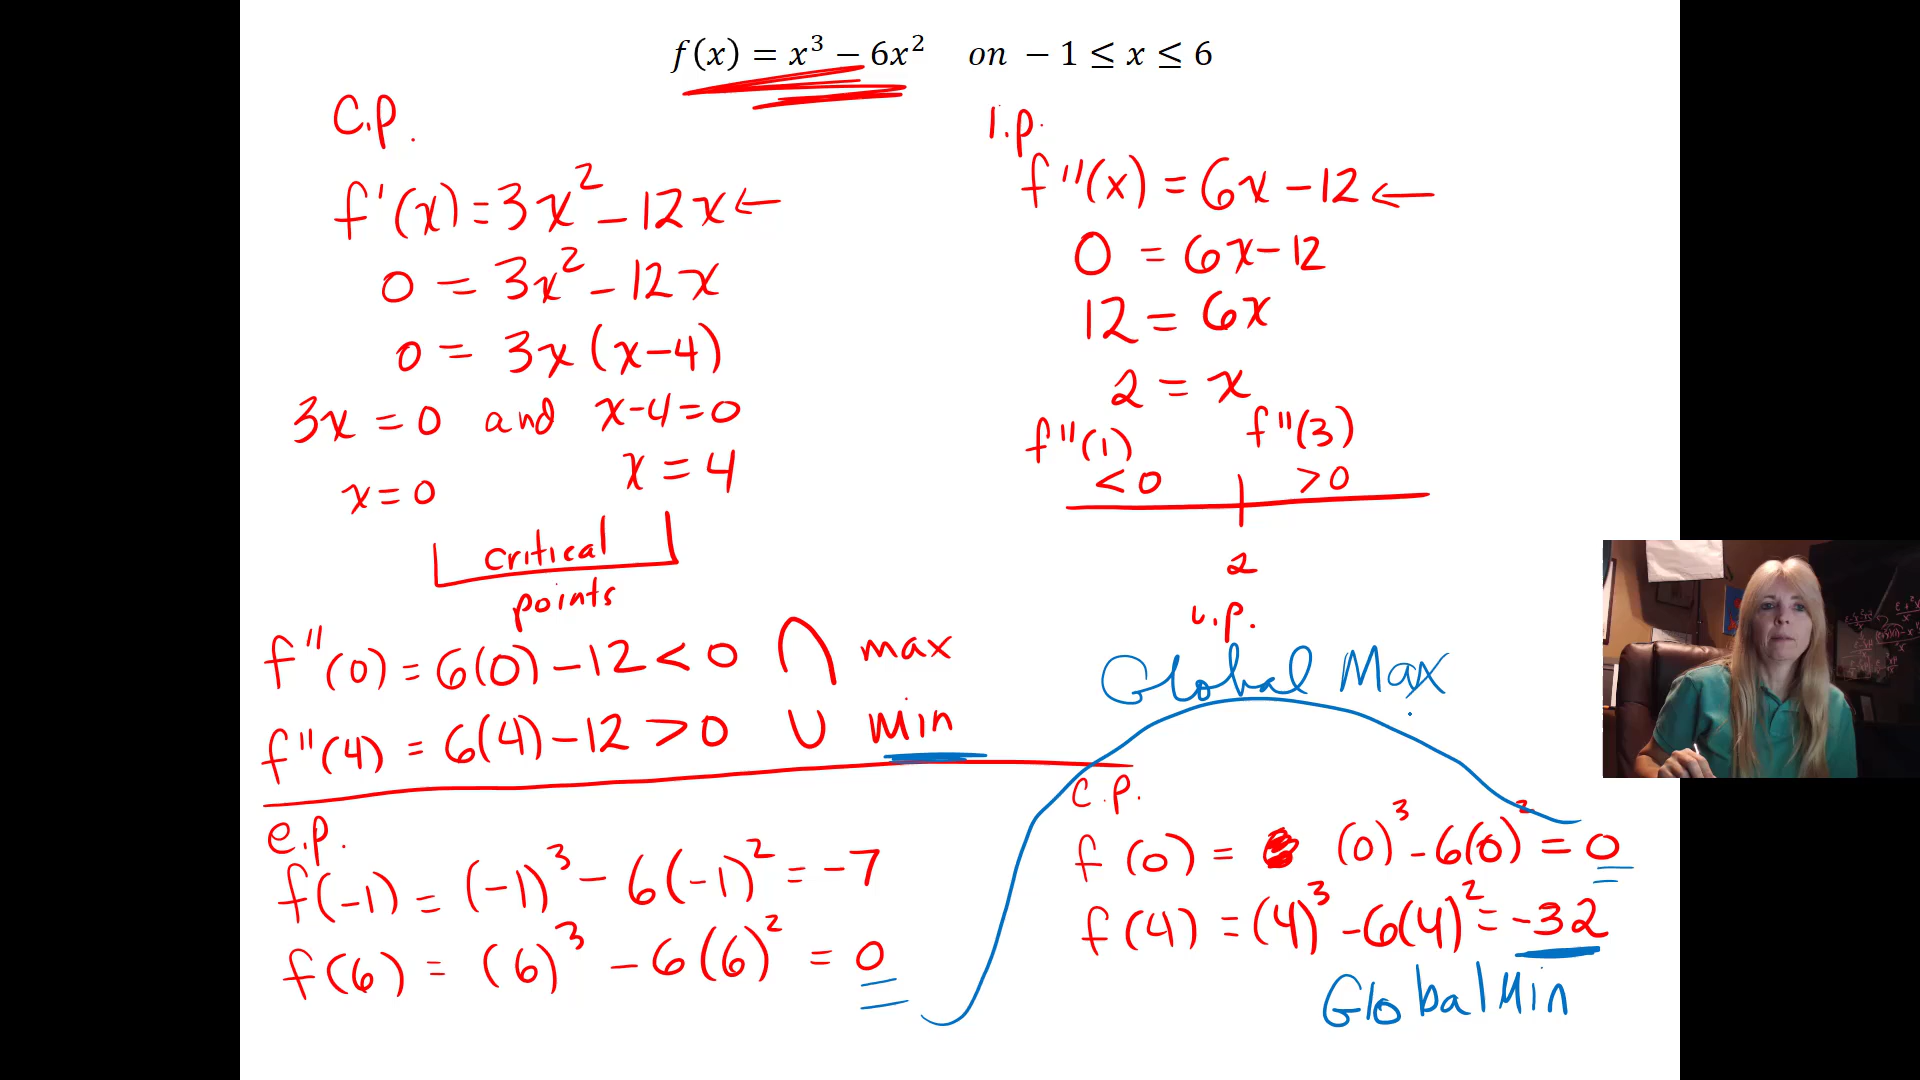 f(x) = x³ − 6x² on −1 ≤ x ≤ 6
C.p.
f'(x) = 3x² − 12x ←
0 = 3x² − 12x
0 = 3x(x−4)
3x = 0 and x−4=0
x=0 x = 4
critical
points
f''(0) = 6(0) − 12 < 0 ∩ max
f''(4) = 6(4) − 12 > 0 ∪ min
I.p.
f''(x) = 6x − 12 ←
0 = 6x − 12
12 = 6x
2 = x
f''(1) f''(3)
< 0 > 0
2
i.p.
Global Max
e.p.
f(−1) = (−1)³ − 6(−1)² = −7
f(6) = (6)³ − 6(6)² = 0
c.p.
f(0) = (0)³ − 6(0)² = 0
f(4) = (4)³ − 6(4)² = −32
Global Min